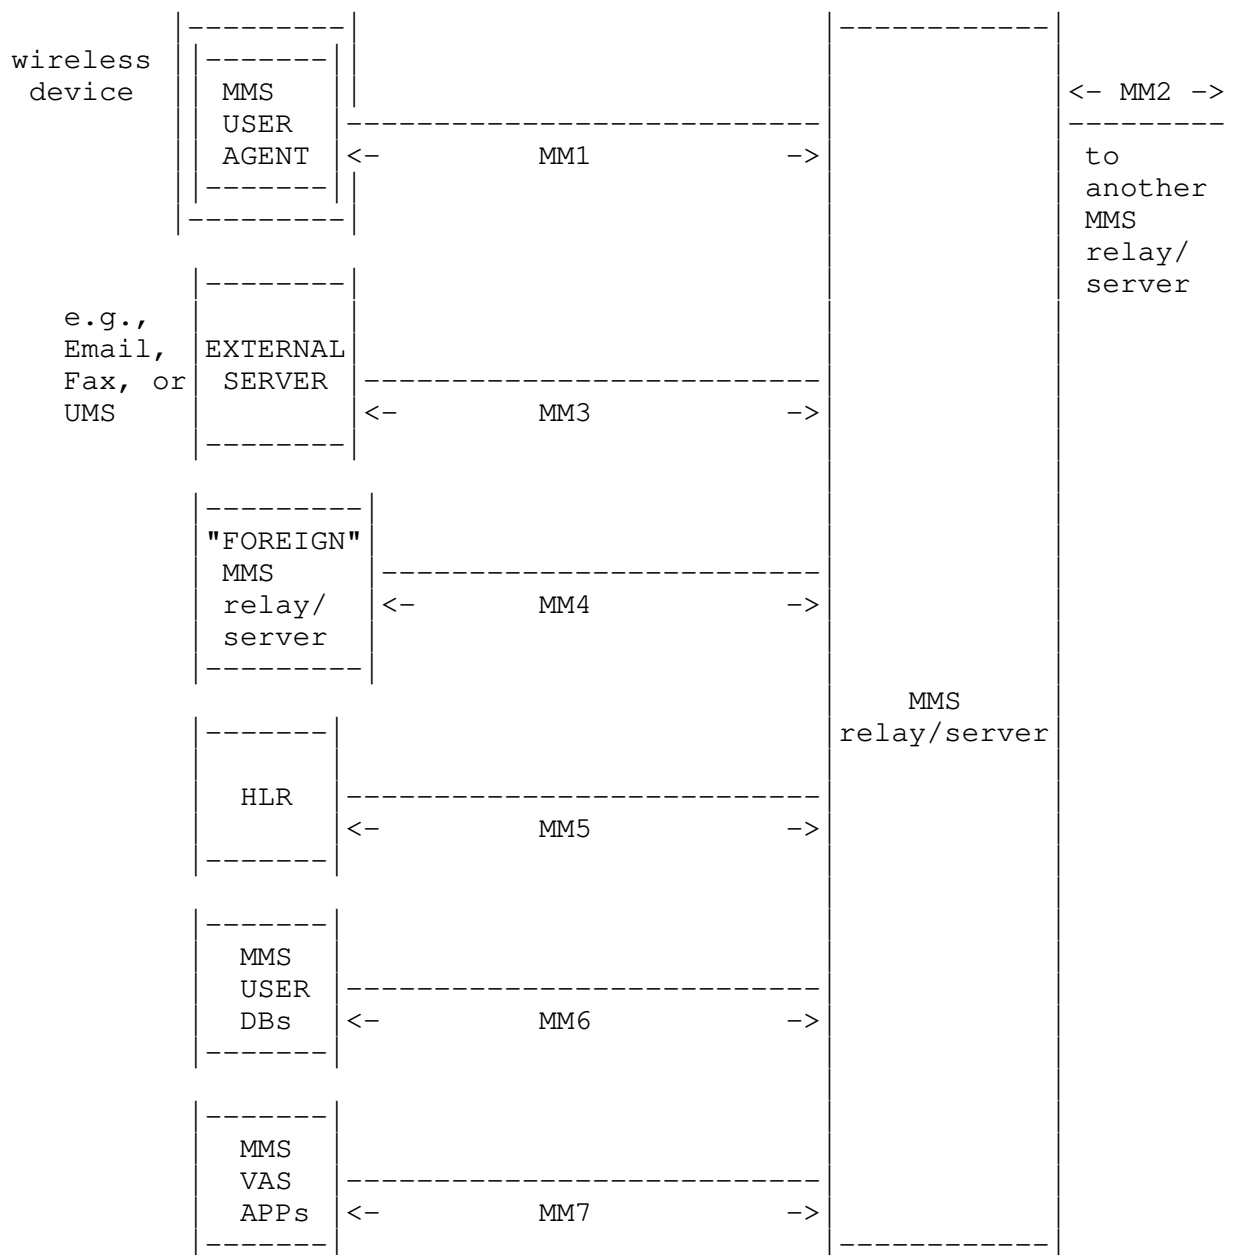 wireless
device
MMS
USER
AGENT
<- MM1 ->
<- MM2 ->
to
another
MMS
relay/
server
e.g.,
Email,
Fax, or
UMS
EXTERNAL
SERVER
<- MM3 ->
"FOREIGN"
MMS
relay/
server
<- MM4 ->
MMS
relay/server
HLR
<- MM5 ->
MMS
USER
DBs
<- MM6 ->
MMS
VAS
APPs
<- MM7 ->